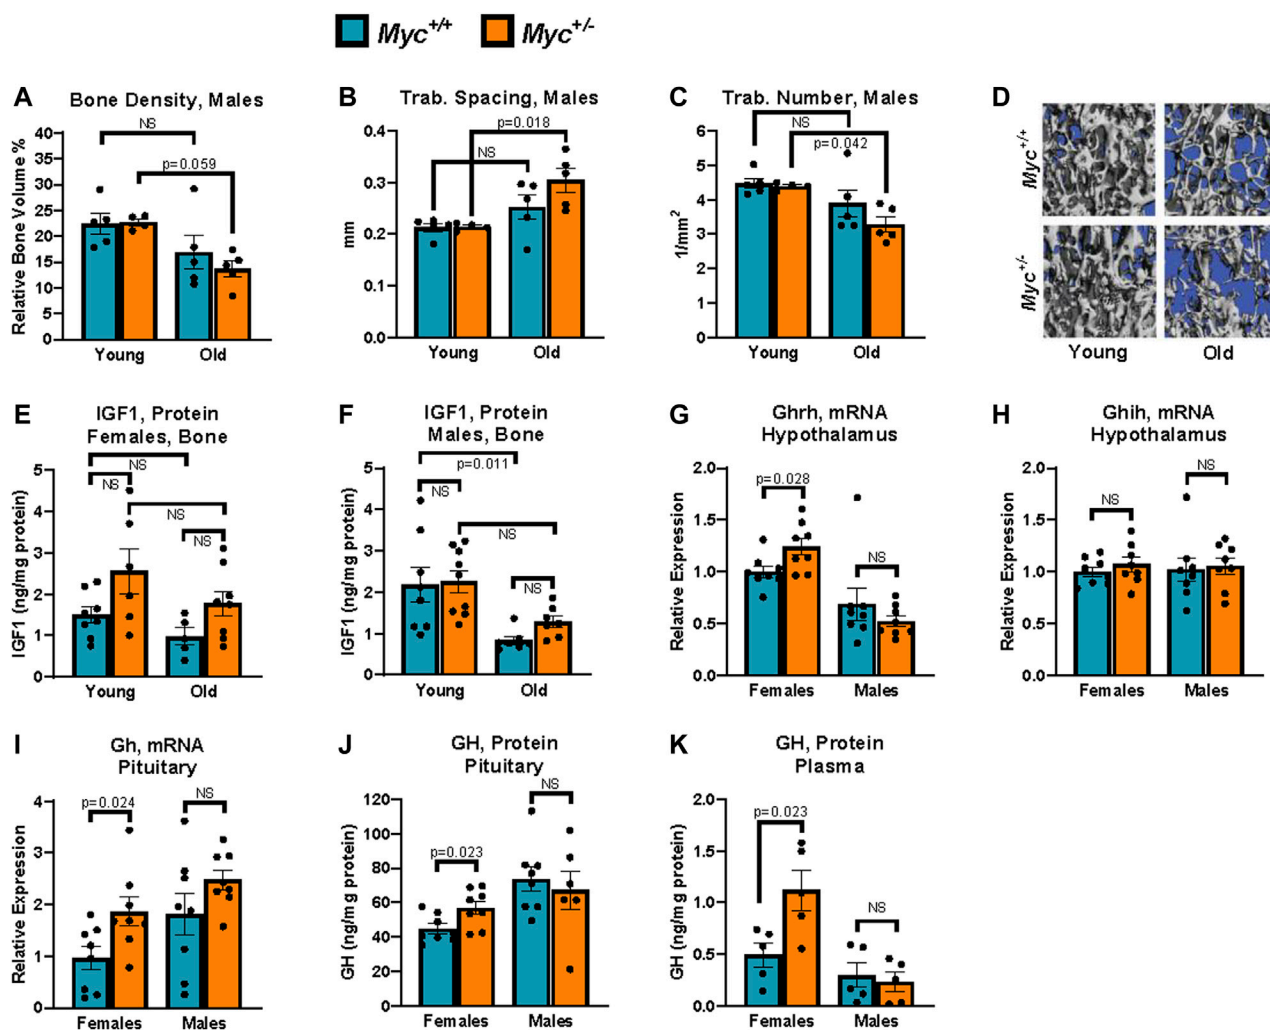 Myc+/+ Myc+/-
A Bone Density, Males
NS
p=0.059
Relative Bone Volume %
40
35
30
25
20
15
10
5
0
Young Old
B Trab. Spacing, Males
p=0.018
NS
mm
0.4
0.3
0.2
0.1
0.0
Young Old
C Trab. Number, Males
NS
p=0.042
1/mm2
6
5
4
3
2
1
0
Young Old
D
Myc+/+
Myc+/-
Young Old
E IGF1, Protein
Females, Bone
NS
NS
NS
NS
IGF1 (ng/mg protein)
5
4
3
2
1
0
Young Old
F IGF1, Protein
Males, Bone
p=0.011
NS
NS
NS
IGF1 (ng/mg protein)
5
4
3
2
1
0
Young Old
G Ghrh, mRNA
Hypothalamus
p=0.028
NS
Relative Expression
2.0
1.5
1.0
0.5
0.0
Females Males
H Ghih, mRNA
Hypothalamus
NS
NS
Relative Expression
2.0
1.5
1.0
0.5
0.0
Females Males
I Gh, mRNA
Pituitary
p=0.024
NS
Relative Expression
4
3
2
1
0
Females Males
J GH, Protein
Pituitary
NS
p=0.023
GH (ng/mg protein)
120
100
80
60
40
20
0
Females Males
K GH, Protein
Plasma
p=0.023
NS
GH (ng/mg protein)
2.0
1.5
1.0
0.5
0.0
Females Males